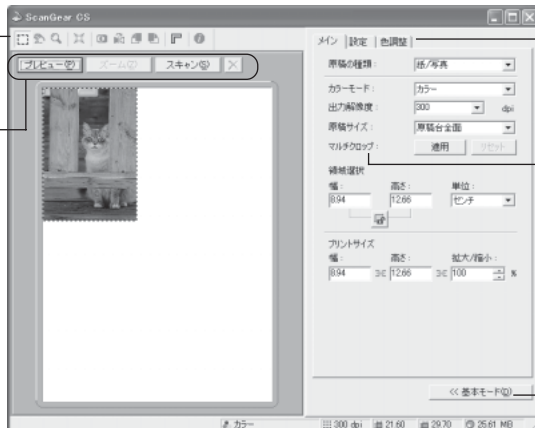 ScanGear CS
プレビュー(P) ズーム(Z) スキャン(S)
メイン 設定 色調整
原稿の種類： 紙/写真
カラーモード： カラー
出力解像度： 300 dpi
原稿サイズ： 原稿台全面
マルチクロップ： 適用 リセット
領域選択
幅： 高さ： 単位：
8.94 12.66 センチ
プリントサイズ
幅： 高さ： 拡大/縮小：
8.94 12.66 100 %
<< 基本モード(D)
カラー 300 dpi 21.60 29.70 25.61 MB